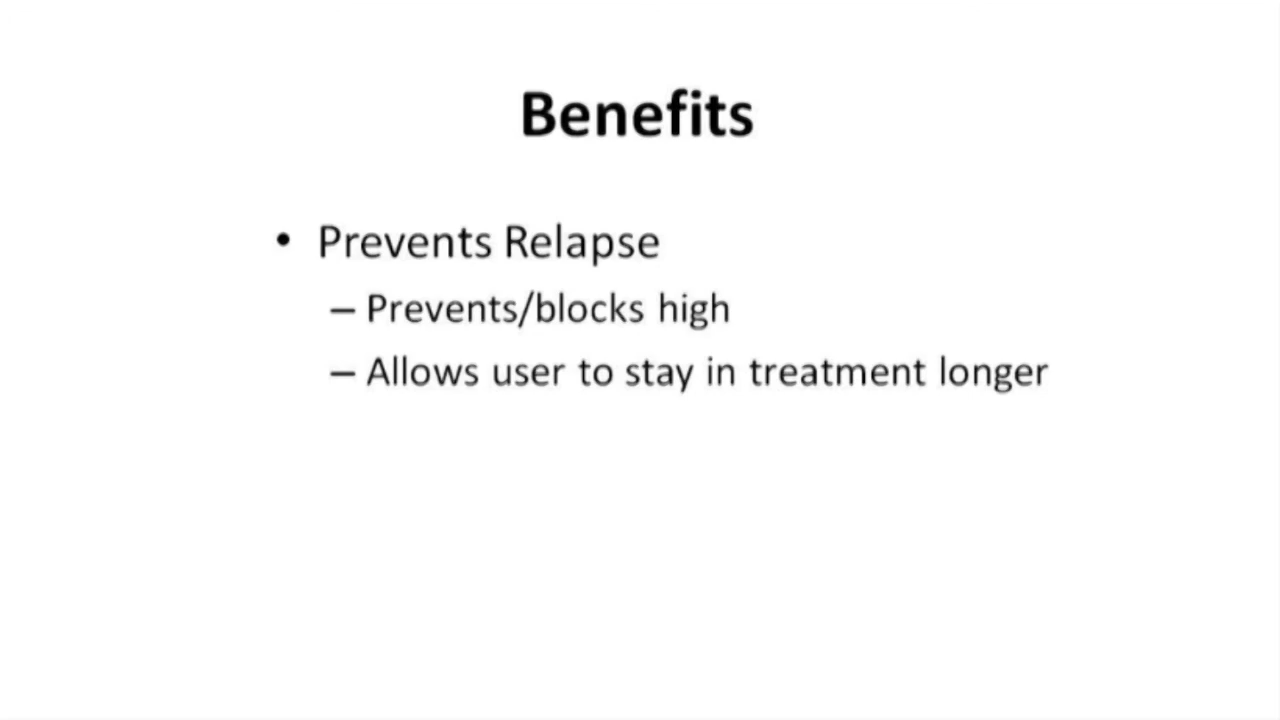 Benefits
• Prevents Relapse
– Prevents/blocks high
– Allows user to stay in treatment longer